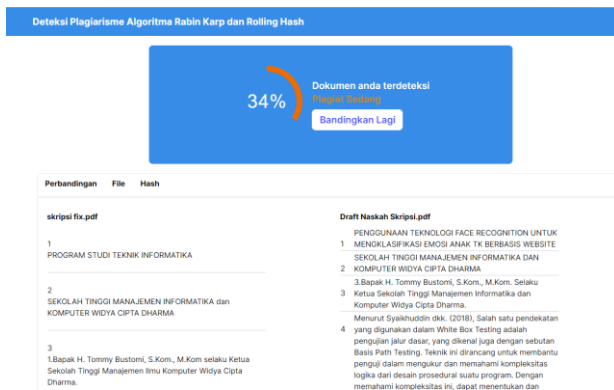 Deteksi Plagiarisme Algoritma Rabin Karp dan Rolling Hash
34%
Dokumen anda terdeteksi
Plagiat Sedang
Bandingkan Lagi
Perbandingan File Hash
skripsi fix.pdf
1
PROGRAM STUDI TEKNIK INFORMATIKA
2
SEKOLAH TINGGI MANAJEMEN INFORMATIKA dan
KOMPUTER WIDYA CIPTA DHARMA
3
1.Bapak H. Tommy Bustomi, S.Kom., M.Kom selaku Ketua
Sekolah Tinggi Manajemen Ilmu Komputer Widya Cipta
Dharma.
Draft Naskah Skripsi.pdf
PENGGUNAAN TEKNOLOGI FACE RECOGNITION UNTUK
1 MENGKLASIFIKASI EMOSI ANAK TK BERBASIS WEBSITE
SEKOLAH TINGGI MANAJEMEN INFORMATIKA DAN
2 KOMPUTER WIDYA CIPTA DHARMA
3.Bapak H. Tommy Bustomi, S.Kom., M.Kom. Selaku
3 Ketua Sekolah Tinggi Manajemen Informatika dan
Komputer Widya Cipta Dharma.
Menurut Syaikhuddin dkk. (2018), Salah satu pendekatan
4 yang digunakan dalam White Box Testing adalah
pengujian jalur dasar, yang dikenal juga dengan sebutan
Basis Path Testing. Teknik ini dirancang untuk membantu
penguji dalam mengukur dan memahami kompleksitas
logika dari desain prosedural suatu program. Dengan
memahami kompleksitas ini, dapat menentukan dan